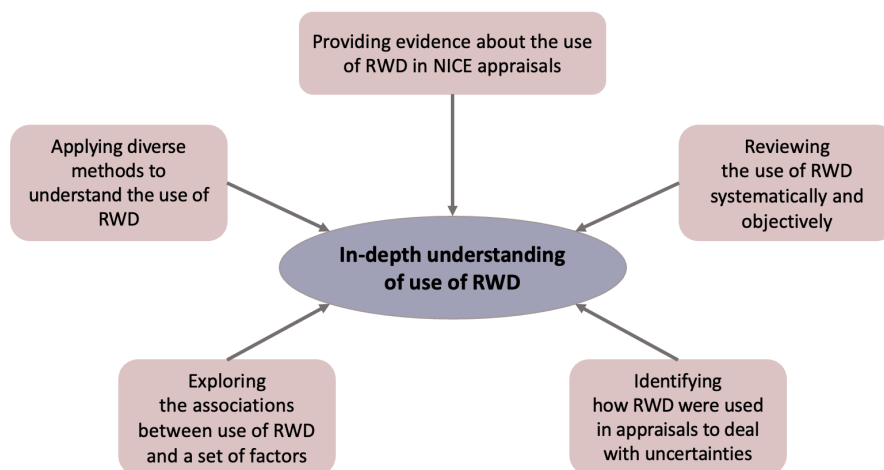 Providing evidence about the use
of RWD in NICE appraisals
Applying diverse
methods to
understand the use of
RWD
Reviewing
the use of RWD
systematically and
objectively
In-depth understanding
of use of RWD
Exploring
the associations
between use of RWD
and a set of factors
Identifying
how RWD were used
in appraisals to deal
with uncertainties